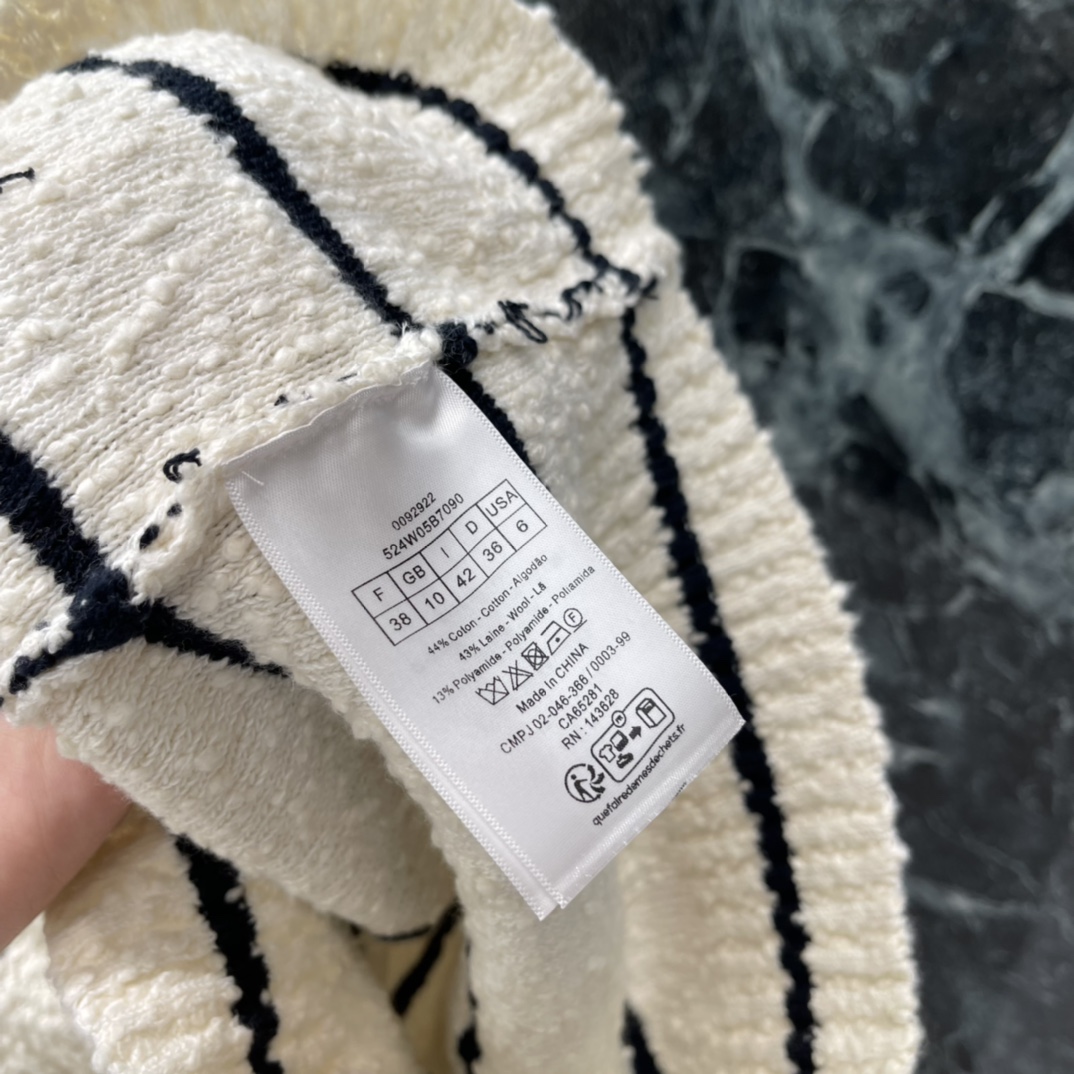 0092922
524W05B7090
F GB I D USA
38 10 42 36 6
44% Coton - Cotton - Algodão
43% Laine - Wool - Lã
13% Polyamide - Polyamide - Poliamida
F
Made In CHINA
CMPJ 02-046-366 / 0003-99
CA65281
RN : 143628
quefairedemesdechets.fr